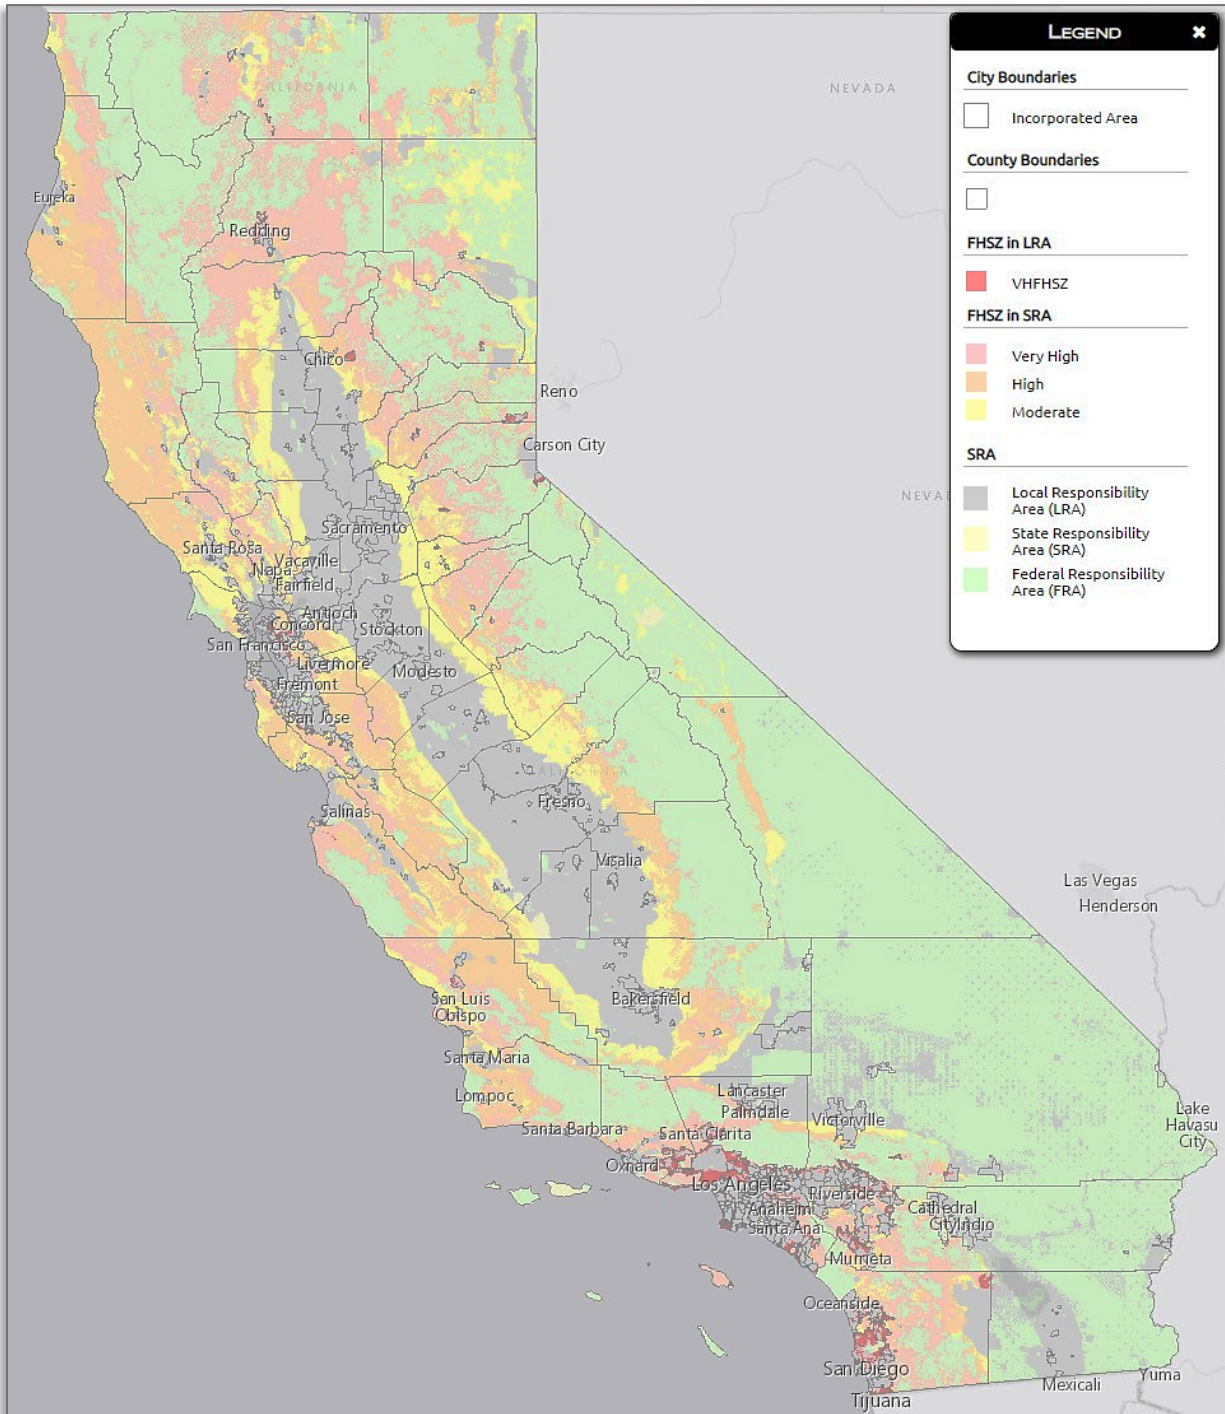 LEGEND ✖
City Boundaries
Incorporated Area
County Boundaries
FHSZ in LRA
VHFHSZ
FHSZ in SRA
Very High
High
Moderate
SRA
Local Responsibility
Area (LRA)
State Responsibility
Area (SRA)
Federal Responsibility
Area (FRA)
CALIFORNIA
NEVADA
Eureka
Redding
Chico
Reno
Carson City
NEVAD
Sacramento
Santa Rosa
Vacaville
Napa
Fairfield
Antioch
Concord
Stockton
San Francisco
Livermore
Modesto
Fremont
San Jose
CALIFORNIA
Fresno
Salinas
Visalia
Las Vegas
Henderson
Bakersfield
San Luis
Obispo
Santa Maria
Lancaster
Lompoc
Palmdale
Victorville
Lake
Havasu
City
Santa Barbara
Santa Clarita
Oxnard
Los Angeles
Riverside
Anaheim
Cathedral
City
Indio
Santa Ana
Murrieta
Oceanside
San Diego
Yuma
Mexicali
Tijuana